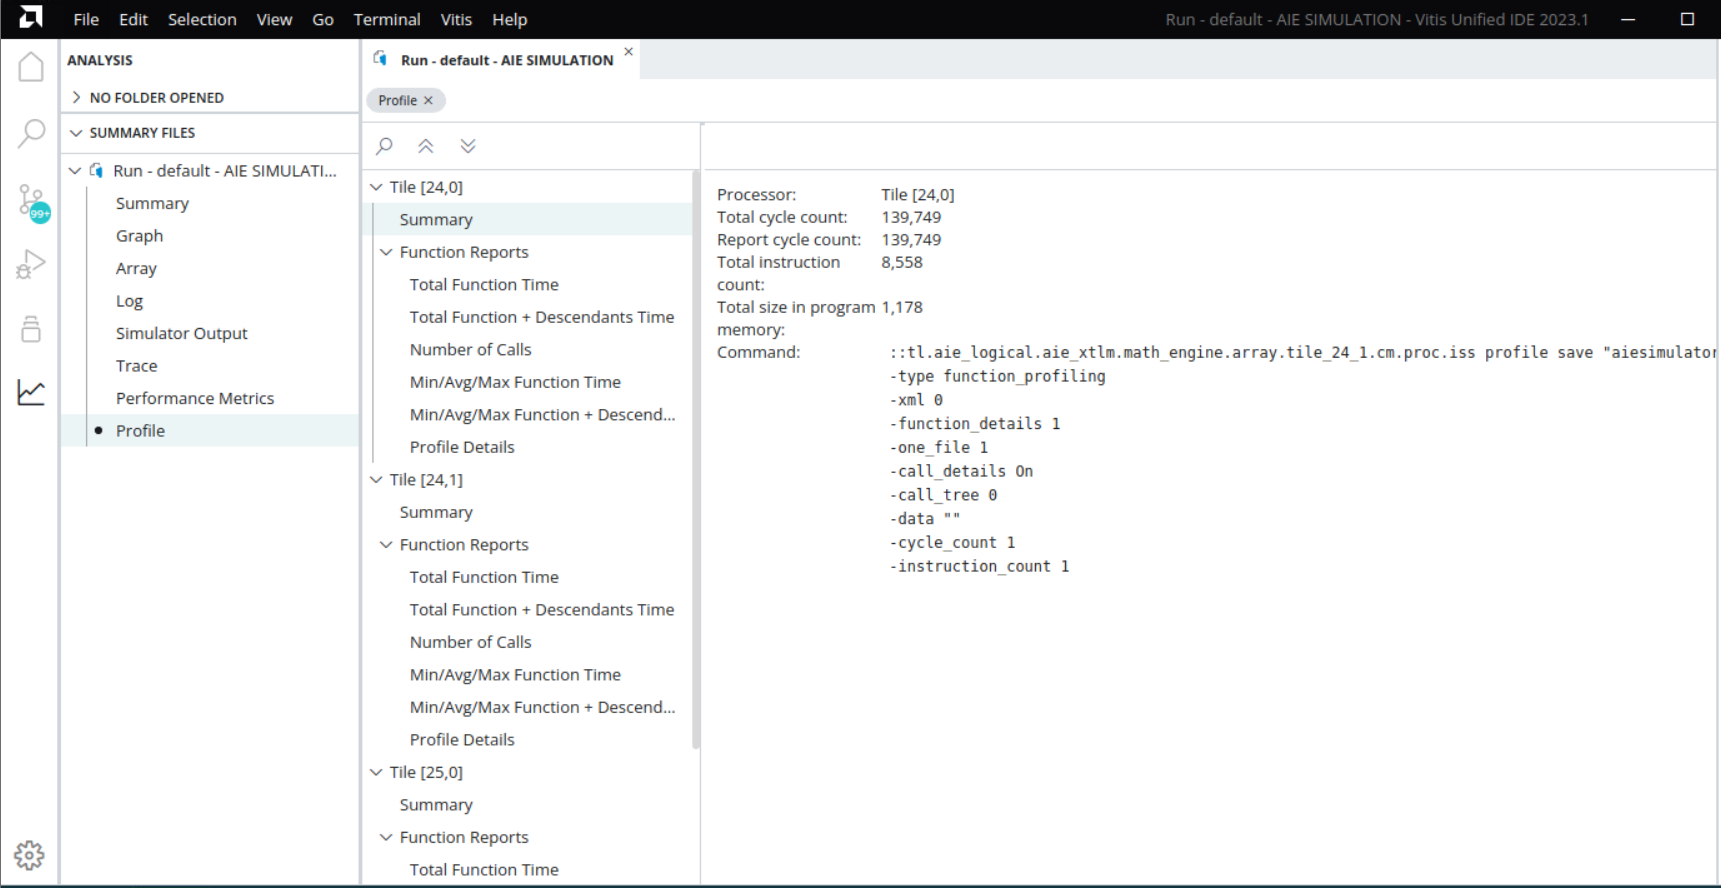 File Edit Selection View Go Terminal Vitis Help
Run - default - AIE SIMULATION - Vitis Unified IDE 2023.1
ANALYSIS
NO FOLDER OPENED
SUMMARY FILES
Run - default - AIE SIMULATI...
Summary
Graph
Array
Log
Simulator Output
Trace
Performance Metrics
Profile
99+
Run - default - AIE SIMULATION
Profile
Tile [24,0]
Summary
Function Reports
Total Function Time
Total Function + Descendants Time
Number of Calls
Min/Avg/Max Function Time
Min/Avg/Max Function + Descend...
Profile Details
Tile [24,1]
Summary
Function Reports
Total Function Time
Total Function + Descendants Time
Number of Calls
Min/Avg/Max Function Time
Min/Avg/Max Function + Descend...
Profile Details
Tile [25,0]
Summary
Function Reports
Total Function Time
Processor: Tile [24,0]
Total cycle count: 139,749
Report cycle count: 139,749
Total instruction 8,558
count:
Total size in program 1,178
memory:
Command: ::tl.aie_logical.aie_xtlm.math_engine.array.tile_24_1.cm.proc.iss profile save "aiesimulator
-type function_profiling
-xml 0
-function_details 1
-one_file 1
-call_details On
-call_tree 0
-data ""
-cycle_count 1
-instruction_count 1